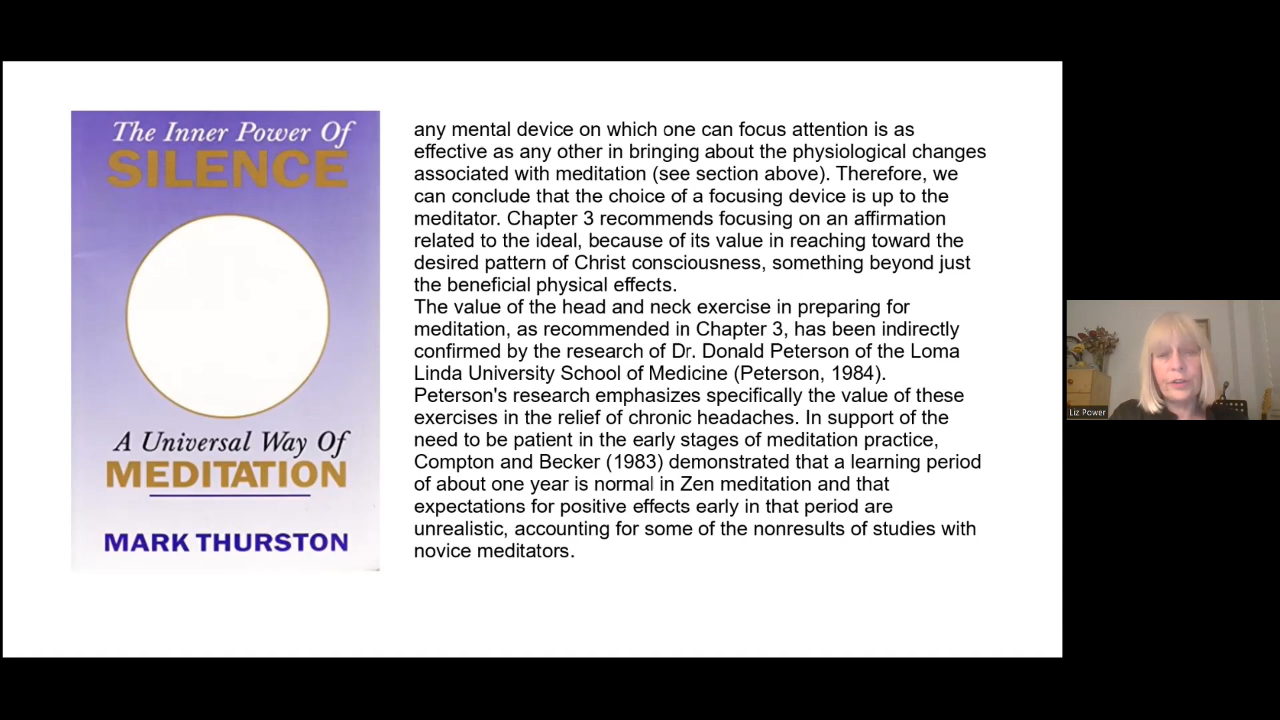 The Inner Power Of
SILENCE
A Universal Way Of
MEDITATION
MARK THURSTON
any mental device on which one can focus attention is as
effective as any other in bringing about the physiological changes
associated with meditation (see section above). Therefore, we
can conclude that the choice of a focusing device is up to the
meditator. Chapter 3 recommends focusing on an affirmation
related to the ideal, because of its value in reaching toward the
desired pattern of Christ consciousness, something beyond just
the beneficial physical effects.
The value of the head and neck exercise in preparing for
meditation, as recommended in Chapter 3, has been indirectly
confirmed by the research of Dr. Donald Peterson of the Loma
Linda University School of Medicine (Peterson, 1984).
Peterson's research emphasizes specifically the value of these
exercises in the relief of chronic headaches. In support of the
need to be patient in the early stages of meditation practice,
Compton and Becker (1983) demonstrated that a learning period
of about one year is normal in Zen meditation and that
expectations for positive effects early in that period are
unrealistic, accounting for some of the nonresults of studies with
novice meditators.
Liz Power